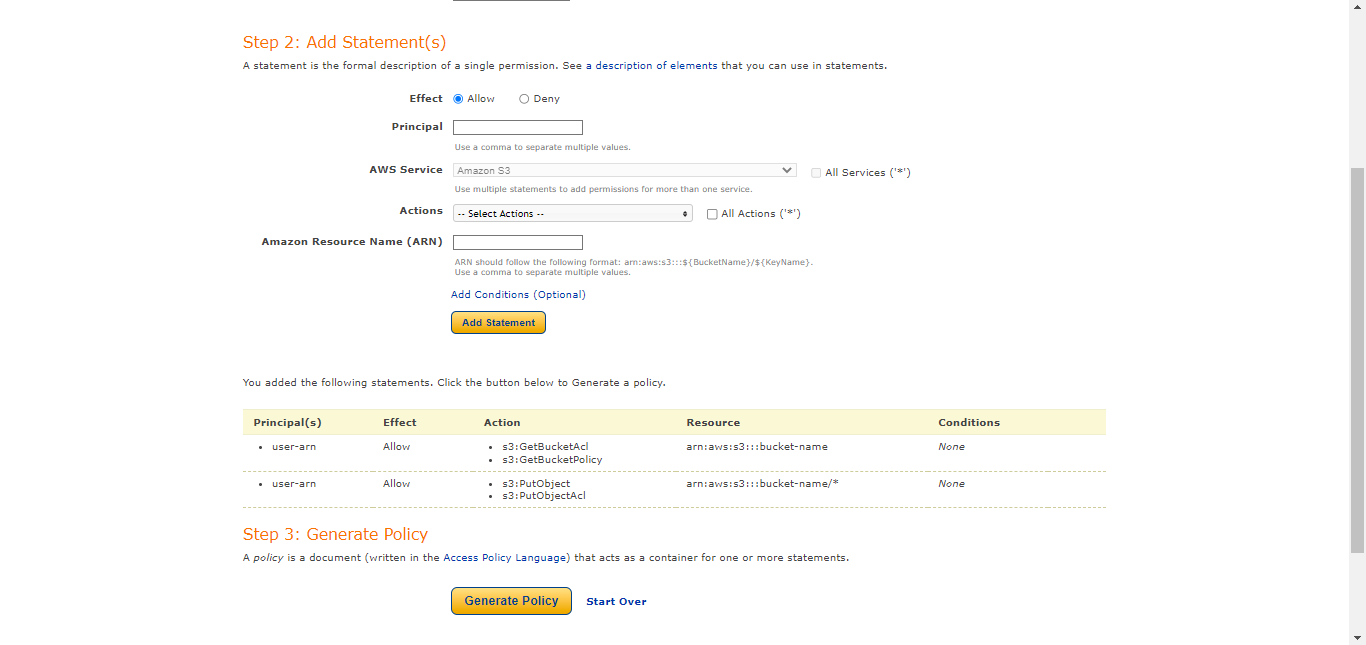 Step 2: Add Statement(s)
A statement is the formal description of a single permission. See a description of elements that you can use in statements.
Effect Allow Deny
Principal
Use a comma to separate multiple values.
AWS Service Amazon S3 All Services ('*')
Use multiple statements to add permissions for more than one service.
Actions -- Select Actions -- All Actions ('*')
Amazon Resource Name (ARN)
ARN should follow the following format: arn:aws:s3:::${BucketName}/${KeyName}.
Use a comma to separate multiple values.
Add Conditions (Optional)
Add Statement
You added the following statements. Click the button below to Generate a policy.
Principal(s) Effect Action Resource Conditions
• user-arn Allow • s3:GetBucketAcl arn:aws:s3:::bucket-name None
• s3:GetBucketPolicy
• user-arn Allow • s3:PutObject arn:aws:s3:::bucket-name/* None
• s3:PutObjectAcl
Step 3: Generate Policy
A policy is a document (written in the Access Policy Language) that acts as a container for one or more statements.
Generate Policy Start Over